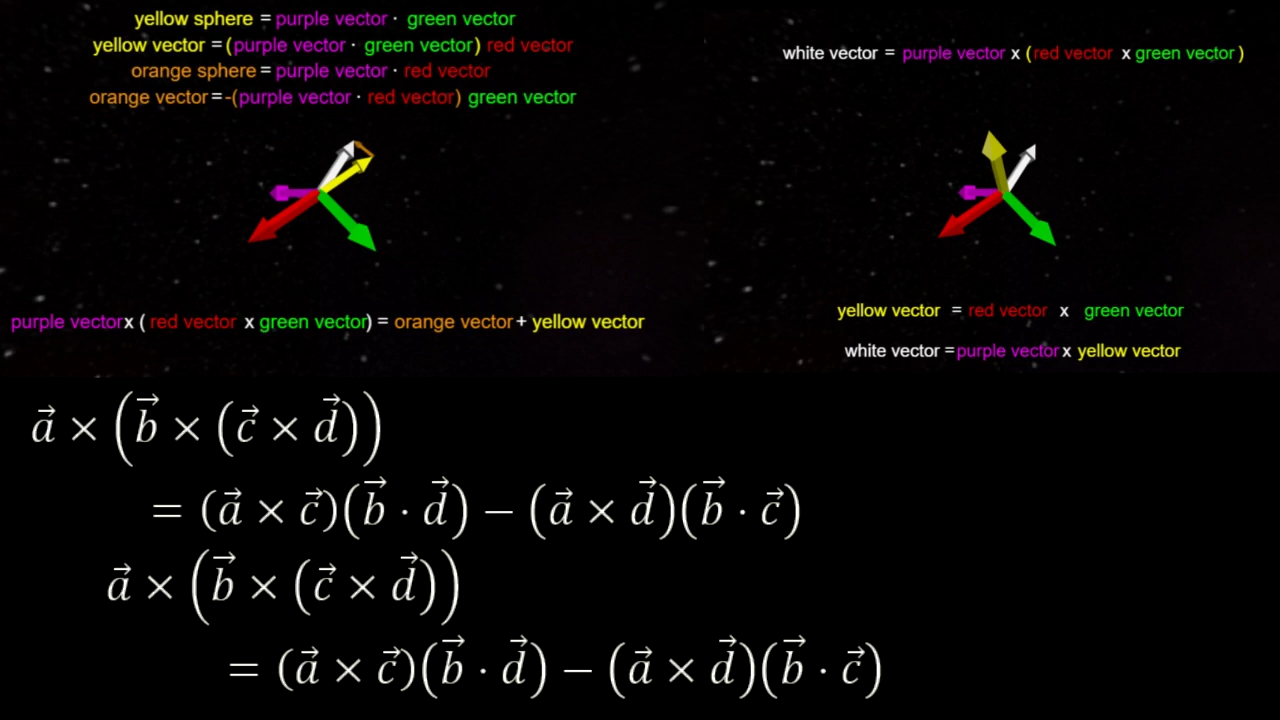 yellow sphere = purple vector · green vector
yellow vector = (purple vector · green vector) red vector
orange sphere = purple vector · red vector
orange vector = -(purple vector · red vector) green vector
purple vector x ( red vector x green vector) = orange vector + yellow vector
white vector = purple vector x (red vector x green vector )
yellow vector = red vector x green vector
white vector = purple vector x yellow vector
a⃗ × (b⃗ × (c⃗ × d⃗))
= (a⃗ × c⃗)(b⃗ · d⃗) − (a⃗ × d⃗)(b⃗ · c⃗)
a⃗ × (b⃗ × (c⃗ × d⃗))
= (a⃗ × c⃗)(b⃗ · d⃗) − (a⃗ × d⃗)(b⃗ · c⃗)